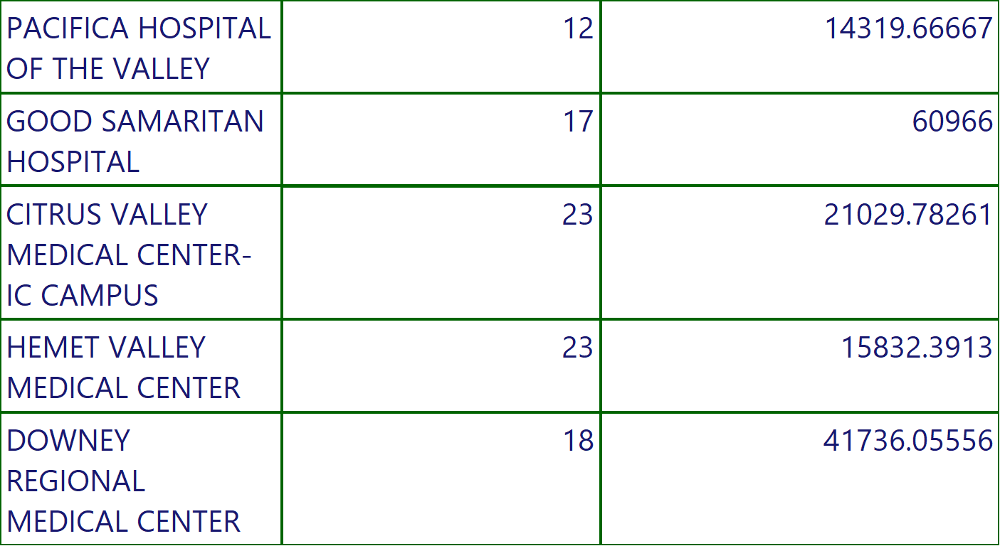 PACIFICA HOSPITAL 12 14319.66667
OF THE VALLEY
GOOD SAMARITAN 17 60966
HOSPITAL
CITRUS VALLEY 23 21029.78261
MEDICAL CENTER-
IC CAMPUS
HEMET VALLEY 23 15832.3913
MEDICAL CENTER
DOWNEY 18 41736.05556
REGIONAL
MEDICAL CENTER